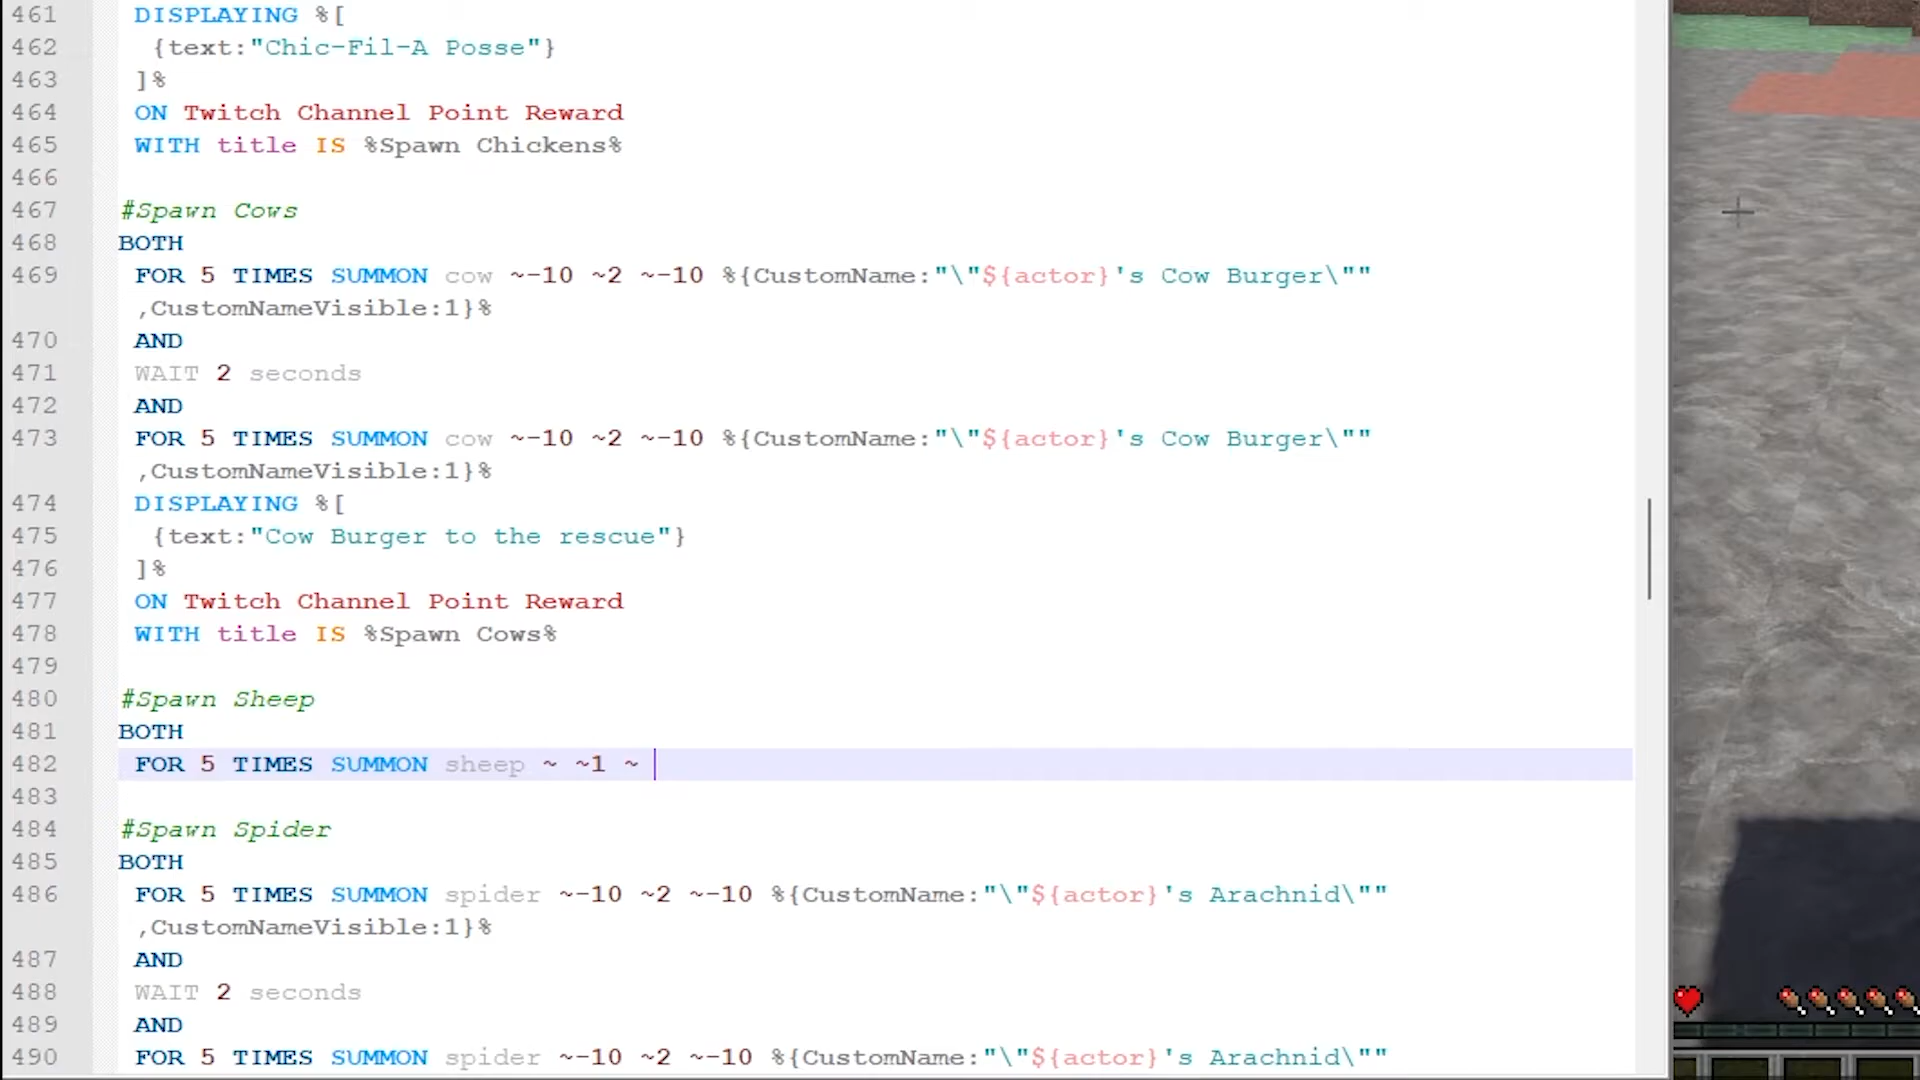 461 DISPLAYING %[
462 {text:"Chic-Fil-A Posse"}
463 ]%
464 ON Twitch Channel Point Reward
465 WITH title IS %Spawn Chickens%
466
467 #Spawn Cows
468 BOTH
469 FOR 5 TIMES SUMMON cow ~-10 ~2 ~-10 %{CustomName:"\"${actor}'s Cow Burger\""
,CustomNameVisible:1}%
470 AND
471 WAIT 2 seconds
472 AND
473 FOR 5 TIMES SUMMON cow ~-10 ~2 ~-10 %{CustomName:"\"${actor}'s Cow Burger\""
,CustomNameVisible:1}%
474 DISPLAYING %[
475 {text:"Cow Burger to the rescue"}
476 ]%
477 ON Twitch Channel Point Reward
478 WITH title IS %Spawn Cows%
479
480 #Spawn Sheep
481 BOTH
482 FOR 5 TIMES SUMMON sheep ~ ~1 ~
483
484 #Spawn Spider
485 BOTH
486 FOR 5 TIMES SUMMON spider ~-10 ~2 ~-10 %{CustomName:"\"${actor}'s Arachnid\""
,CustomNameVisible:1}%
487 AND
488 WAIT 2 seconds
489 AND
490 FOR 5 TIMES SUMMON spider ~-10 ~2 ~-10 %{CustomName:"\"${actor}'s Arachnid\""